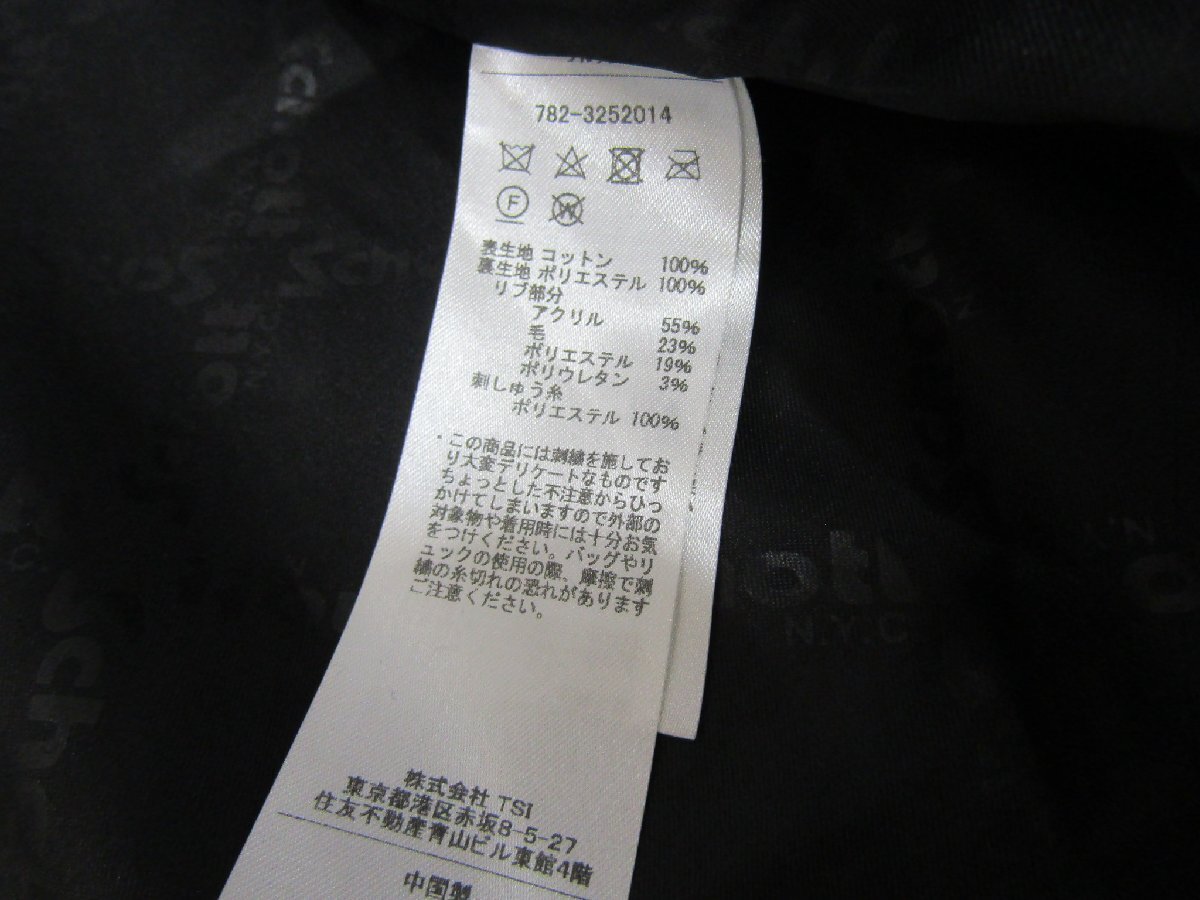 782-3252014
F
W
表生地 コットン 100%
裏生地 ポリエステル 100%
リブ部分
アクリル 55%
毛 23%
ポリエステル 19%
ポリウレタン 3%
刺しゅう糸
ポリエステル 100%
・この商品には刺繍を施してお
り大変デリケートなものです
ちょっとした不注意からひっ
かけてしまいますので外部の
対象物や着用時には十分お気
をつけください。バッグやリ
ュックの使用の際、摩擦で刺
繍の糸切れの恐れがあります
ご注意ください。
株式会社 TSI
東京都港区赤坂8-5-27
住友不動産青山ビル東館4階
中国製
N.Y.C